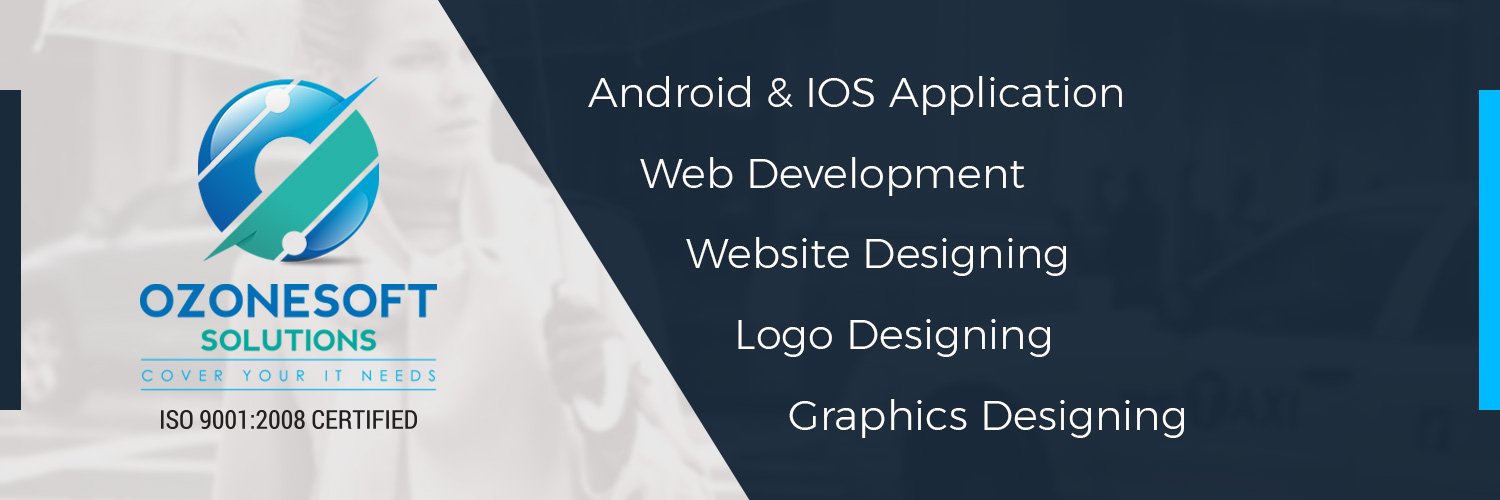 OZONESOFT
SOLUTIONS
COVER YOUR IT NEEDS
ISO 9001:2008 CERTIFIED
Android & IOS Application
Web Development
Website Designing
Logo Designing
Graphics Designing
TAXI